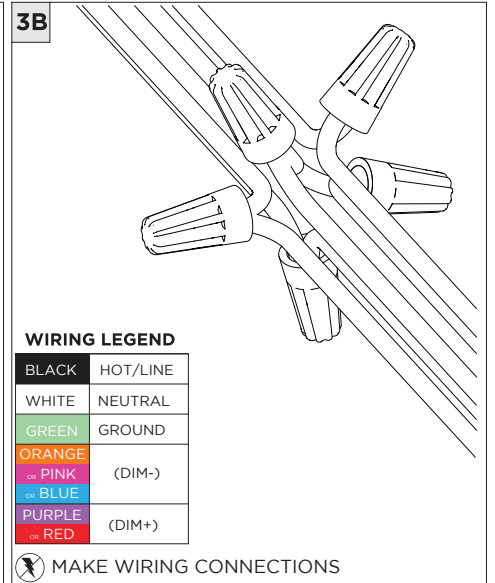 3B
WIRING LEGEND
BLACK HOT/LINE
WHITE NEUTRAL
GREEN GROUND
ORANGE
OR PINK (DIM-)
OR BLUE
PURPLE
OR RED (DIM+)
MAKE WIRING CONNECTIONS